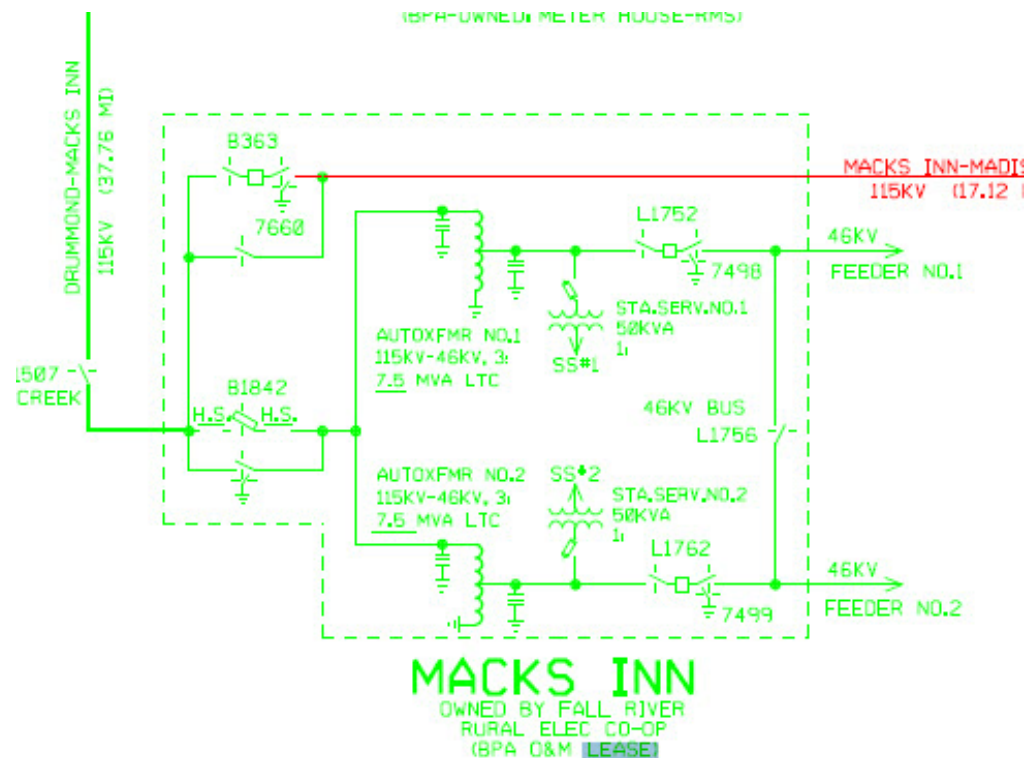 (BPA-OWNED: METER HOUSE-RMS)
DRUMMOND-MACKS INN
115KV (37.76 MI)
B363
7660
MACKS INN-MADIS
115KV (17.12
L1752
46KV
7498
FEEDER NO.1
STA.SERV.NO.1
50KVA
SS#1
AUTOXFMR NO.1
115KV-46KV, 3
7.5 MVA LTC
1507
CREEK
B1842
H.S. H.S.
46KV BUS
L1756
AUTOXFMR NO.2
115KV-46KV, 3
7.5 MVA LTC
SS#2
STA.SERV.NO.2
50KVA
L1762
46KV
7499
FEEDER NO.2
MACKS INN
OWNED BY FALL RIVER
RURAL ELEC CO-OP
(BPA O&M LEASE)